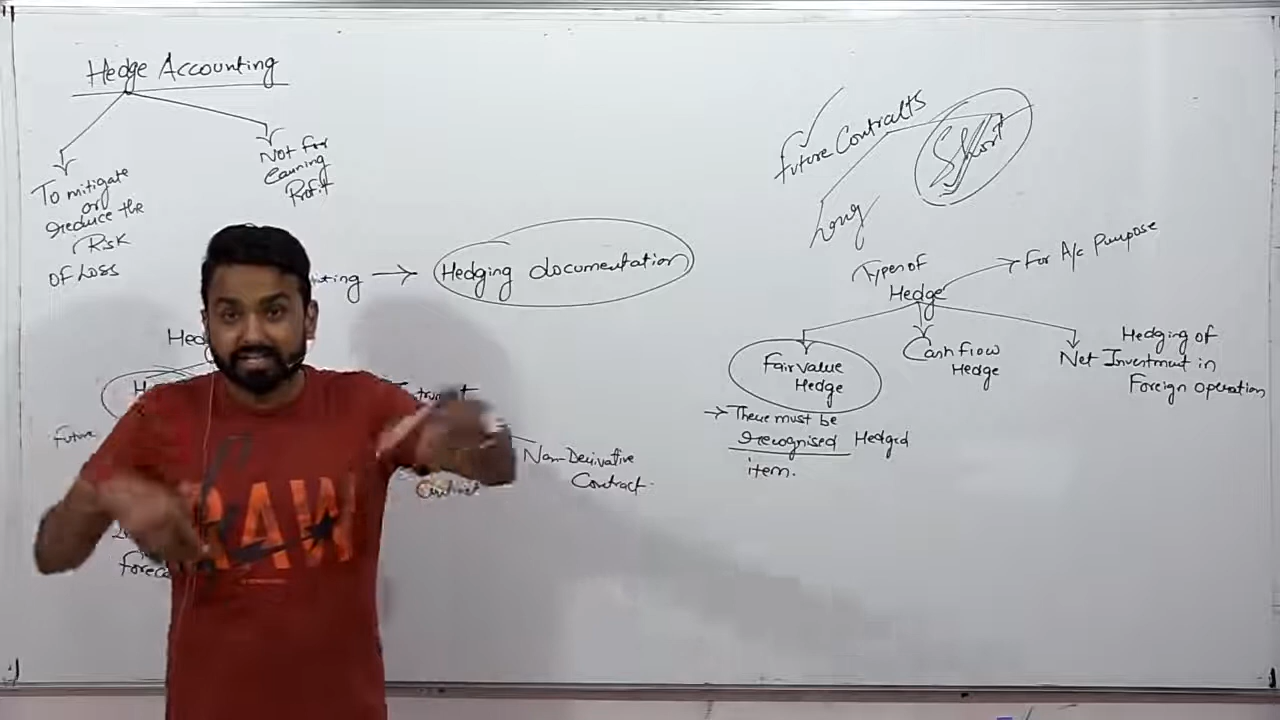 Hedge Accounting
To mitigate
or
reduce the
Risk
of Loss
Not for
Earning
Profit
Hedging documentation
Future
Contract
Non-Derivative
Contract.
RAW
Future Contracts
Long
Short
Types of
Hedge
For A/c Purpose
Fair value
Hedge
Cash flow
Hedge
Hedging of
Net Investment in
Foreign operation
There must be
recognised Hedged
item.